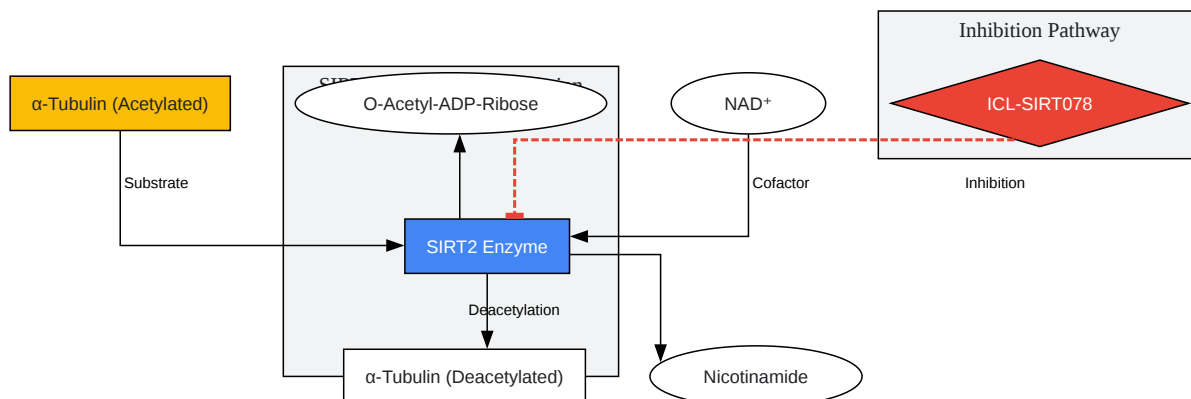 Inhibition Pathway
α-Tubulin (Acetylated)
O-Acetyl-ADP-Ribose
NAD⁺
ICL-SIRT078
Substrate
Cofactor
Inhibition
SIRT2 Enzyme
Deacetylation
α-Tubulin (Deacetylated)
Nicotinamide